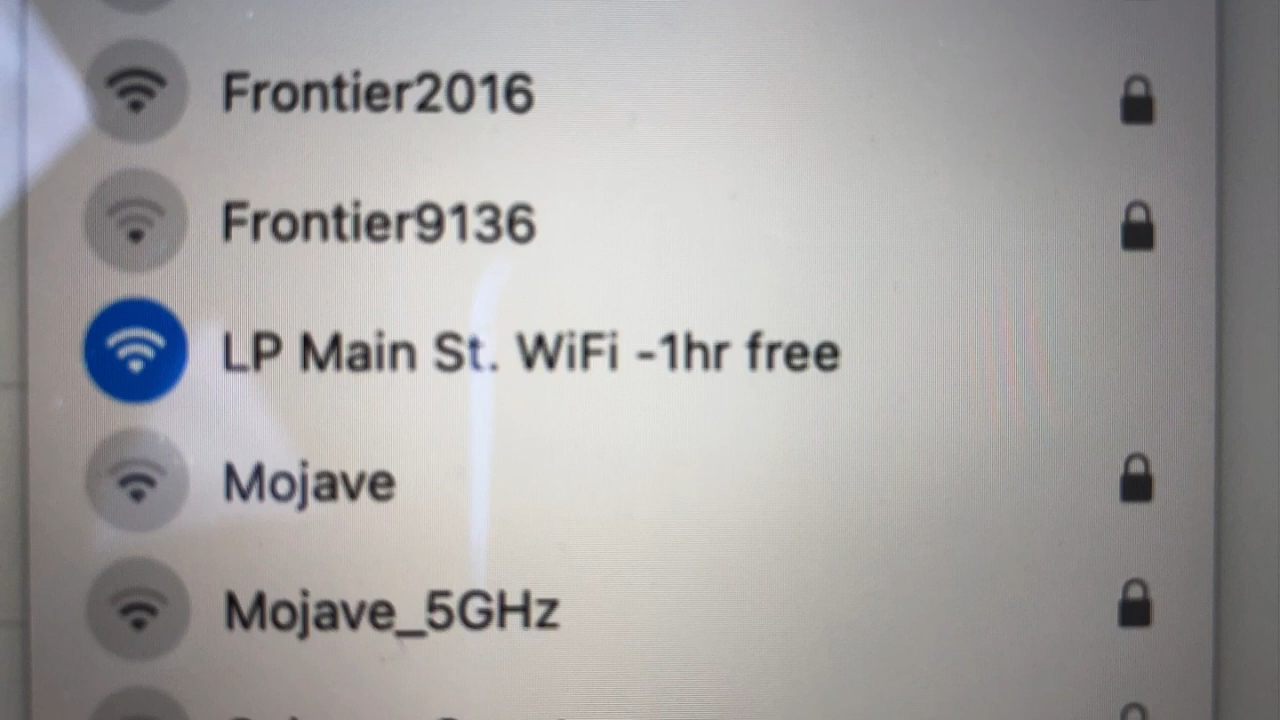 Frontier2016
Frontier9136
LP Main St. WiFi -1hr free
Mojave
Mojave_5GHz